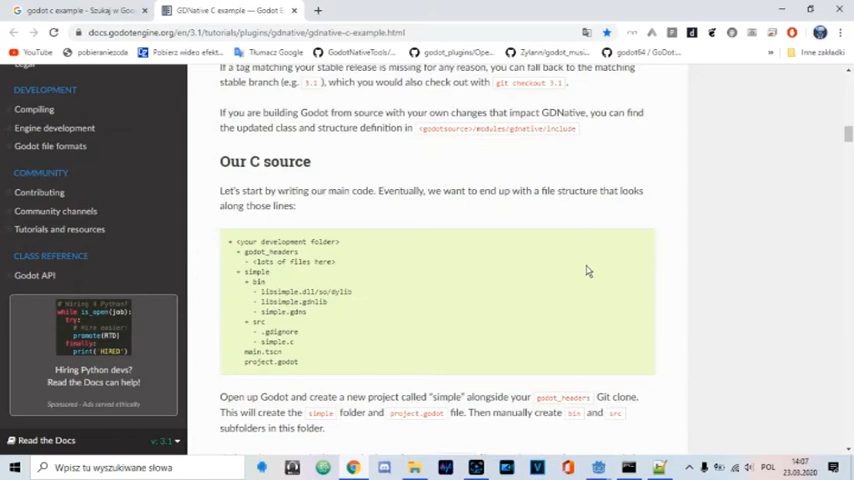 godot c example - Szukaj w Goog
GDNative C example — Godot E
docs.godotengine.org/en/3.1/tutorials/plugins/gdnative/gdnative-c-example.html
YouTube
pobieraniezoda
Pobierz wideo efekt...
Tłumacz Google
GodotNativeTools/...
godot_plugins/Ope...
Zylann/godot_musi...
godot64 / GoDot...
Inne zakładki
Legal
DEVELOPMENT
Compiling
Engine development
Godot file formats
COMMUNITY
Contributing
Community channels
Tutorials and resources
CLASS REFERENCE
Godot API
# Hiring Python?
while is_open(job):
try:
# Hire easier!
promote(RTD)
finally:
print('HIRED')
Hiring Python devs?
Read the Docs can help!
Sponsored · Ads served ethically
Read the Docs
v: 3.1
If a tag matching your stable release is missing for any reason, you can fall back to the matching
stable branch (e.g. 3.1 ), which you would also check out with git checkout 3.1 .
If you are building Godot from source with your own changes that impact GDNative, you can find
the updated class and structure definition in <godotsource>/modules/gdnative/include
Our C source
Let's start by writing our main code. Eventually, we want to end up with a file structure that looks
along those lines:
+ <your development folder>
+ godot_headers
- <lots of files here>
+ simple
+ bin
- libsimple.dll/so/dylib
- libsimple.gdnlib
- simple.gdns
+ src
- .gdignore
- simple.c
main.tscn
project.godot
Open up Godot and create a new project called "simple" alongside your godot_headers Git clone.
This will create the simple folder and project.godot file. Then manually create bin and src
subfolders in this folder.
Wpisz tu wyszukiwane słowa
POL
14:07
23.03.2020